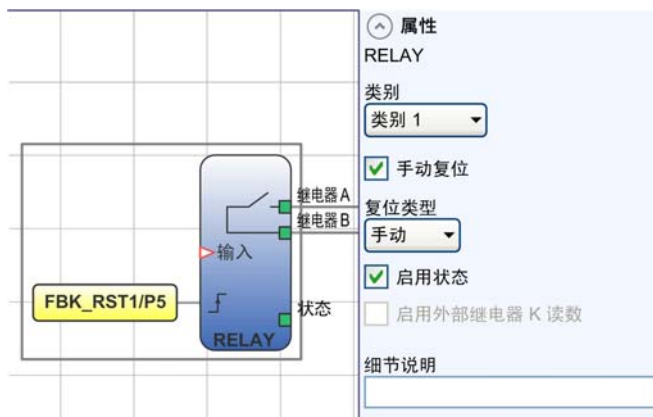 继电器A
继电器B
输入
FBK_RST1/P5
状态
RELAY
属性
RELAY
类别
类别 1
手动复位
复位类型
手动
启用状态
启用外部继电器 K 读数
细节说明